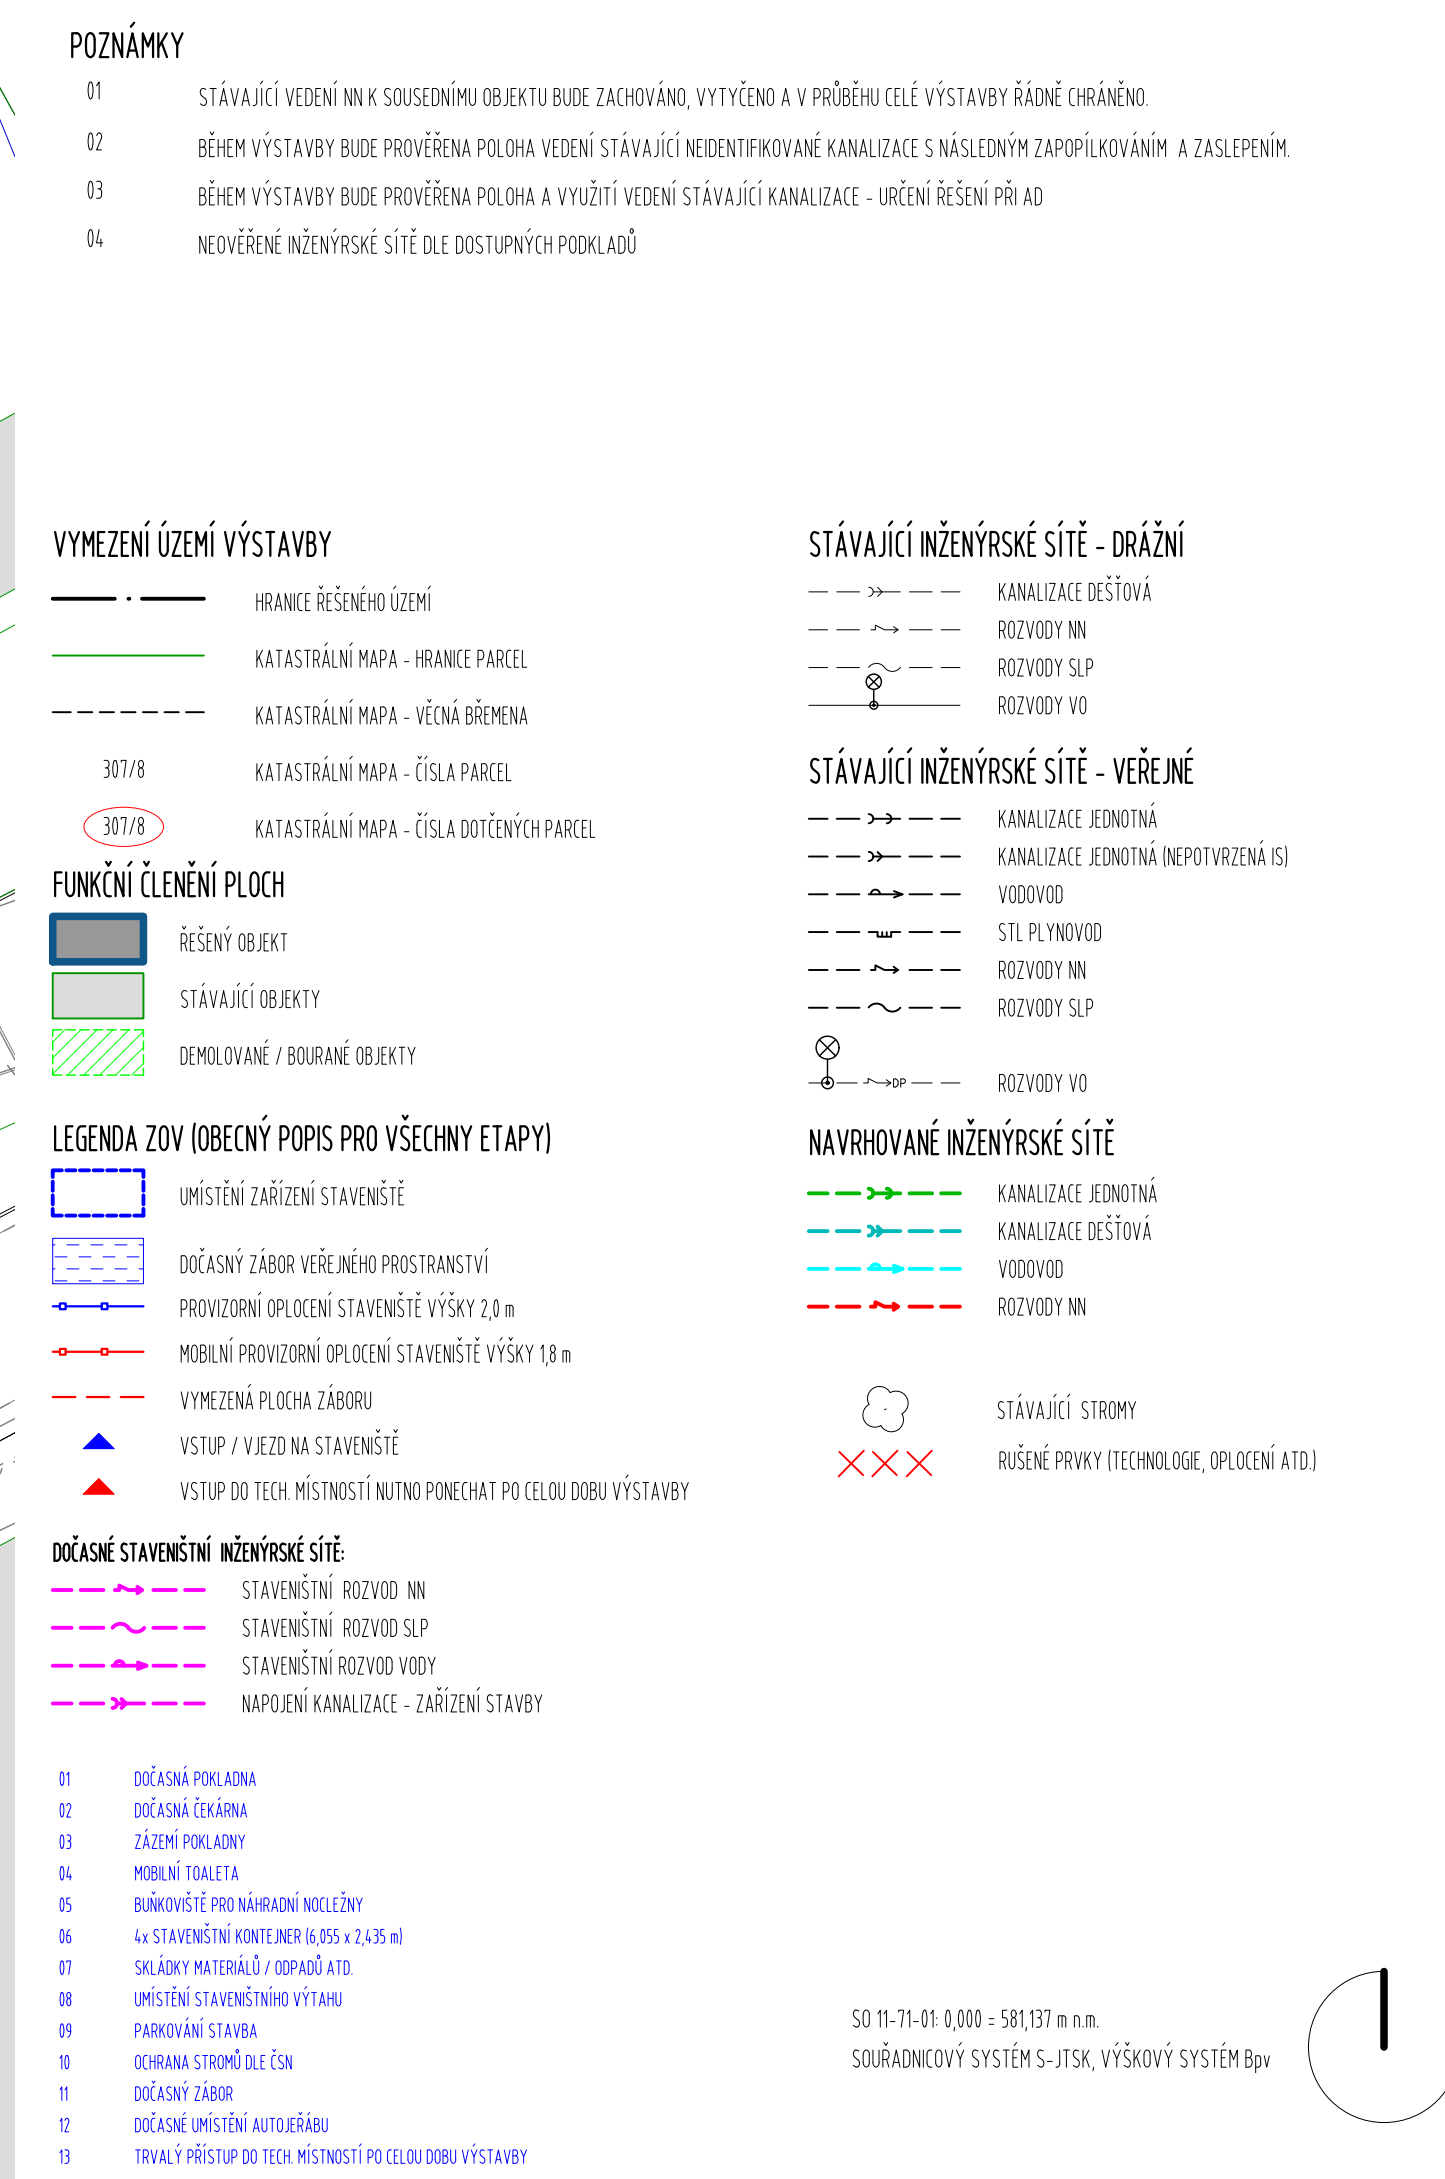 POZNÁMKY
01 STÁVAJÍCÍ VEDENÍ NN K SOUSEDNÍMU OBJEKTU BUDE ZACHOVÁNO, VYTYČENO A V PRŮBĚHU CELÉ VÝSTAVBY ŘÁDNĚ CHRÁNĚNO.
02 BĚHEM VÝSTAVBY BUDE PROVĚŘENA POLOHA VEDENÍ STÁVAJÍCÍ NEIDENTIFIKOVANÉ KANALIZACE S NÁSLEDNÝM ZAPOPÍLKOVÁNÍM A ZASLEPENÍM.
03 BĚHEM VÝSTAVBY BUDE PROVĚŘENA POLOHA A VYUŽITÍ VEDENÍ STÁVAJÍCÍ KANALIZACE - URČENÍ ŘEŠENÍ PŘI AD
04 NEOVĚŘENÉ INŽENÝRSKÉ SÍTĚ DLE DOSTUPNÝCH PODKLADŮ
VYMEZENÍ ÚZEMÍ VÝSTAVBY
HRANICE ŘEŠENÉHO ÚZEMÍ
KATASTRÁLNÍ MAPA - HRANICE PARCEL
KATASTRÁLNÍ MAPA - VĚCNÁ BŘEMENA
307/8 KATASTRÁLNÍ MAPA - ČÍSLA PARCEL
307/8 KATASTRÁLNÍ MAPA - ČÍSLA DOTČENÝCH PARCEL
FUNKČNÍ ČLENĚNÍ PLOCH
ŘEŠENÝ OBJEKT
STÁVAJÍCÍ OBJEKTY
DEMOLOVANÉ / BOURANÉ OBJEKTY
LEGENDA ZOV (OBECNÝ POPIS PRO VŠECHNY ETAPY)
UMÍSTĚNÍ ZAŘÍZENÍ STAVENIŠTĚ
DOČASNÝ ZÁBOR VEŘEJNÉHO PROSTRANSTVÍ
PROVIZORNÍ OPLOCENÍ STAVENIŠTĚ VÝŠKY 2,0 m
MOBILNÍ PROVIZORNÍ OPLOCENÍ STAVENIŠTĚ VÝŠKY 1,8 m
VYMEZENÁ PLOCHA ZÁBORU
VSTUP / VJEZD NA STAVENIŠTĚ
VSTUP DO TECH. MÍSTNOSTÍ NUTNO PONECHAT PO CELOU DOBU VÝSTAVBY
DOČASNÉ STAVENIŠTNÍ INŽENÝRSKÉ SÍTĚ:
STAVENIŠTNÍ ROZVOD NN
STAVENIŠTNÍ ROZVOD SLP
STAVENIŠTNÍ ROZVOD VODY
NAPOJENÍ KANALIZACE - ZAŘÍZENÍ STAVBY
01 DOČASNÁ POKLADNA
02 DOČASNÁ ČEKÁRNA
03 ZÁZEMÍ POKLADNY
04 MOBILNÍ TOALETA
05 BUŇKOVIŠTĚ PRO NÁHRADNÍ NOCLEŽNY
06 4x STAVENIŠTNÍ KONTEJNER (6,055 x 2,435 m)
07 SKLÁDKY MATERIÁLŮ / ODPADŮ ATD.
08 UMÍSTĚNÍ STAVENIŠTNÍHO VÝTAHU
09 PARKOVÁNÍ STAVBA
10 OCHRANA STROMŮ DLE ČSN
11 DOČASNÝ ZÁBOR
12 DOČASNÉ UMÍSTĚNÍ AUTOJEŘÁBU
13 TRVALÝ PŘÍSTUP DO TECH. MÍSTNOSTÍ PO CELOU DOBU VÝSTAVBY
STÁVAJÍCÍ INŽENÝRSKÉ SÍTĚ - DRÁŽNÍ
KANALIZACE DEŠŤOVÁ
ROZVODY NN
ROZVODY SLP
ROZVODY VO
STÁVAJÍCÍ INŽENÝRSKÉ SÍTĚ - VEŘEJNÉ
KANALIZACE JEDNOTNÁ
KANALIZACE JEDNOTNÁ (NEPOTVRZENÁ IS)
VODOVOD
STL PLYNOVOD
ROZVODY NN
ROZVODY SLP
DP ROZVODY VO
NAVRHOVANÉ INŽENÝRSKÉ SÍTĚ
KANALIZACE JEDNOTNÁ
KANALIZACE DEŠŤOVÁ
VODOVOD
ROZVODY NN
STÁVAJÍCÍ STROMY
RUŠENÉ PRVKY (TECHNOLOGIE, OPLOCENÍ ATD.)
SO 11-71-01: 0,000 = 581,137 m n.m.
SOUŘADNICOVÝ SYSTÉM S-JTSK, VÝŠKOVÝ SYSTÉM Bpv